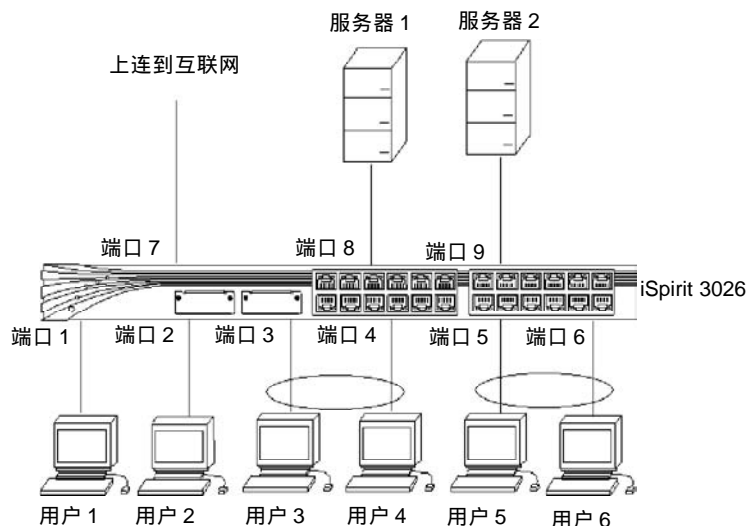 服务器 1
服务器 2
上连到互联网
端口 7
端口 8
端口 9
iSpirit 3026
端口 1
端口 2
端口 3
端口 4
端口 5
端口 6
用户 1
用户 2
用户 3
用户 4
用户 5
用户 6